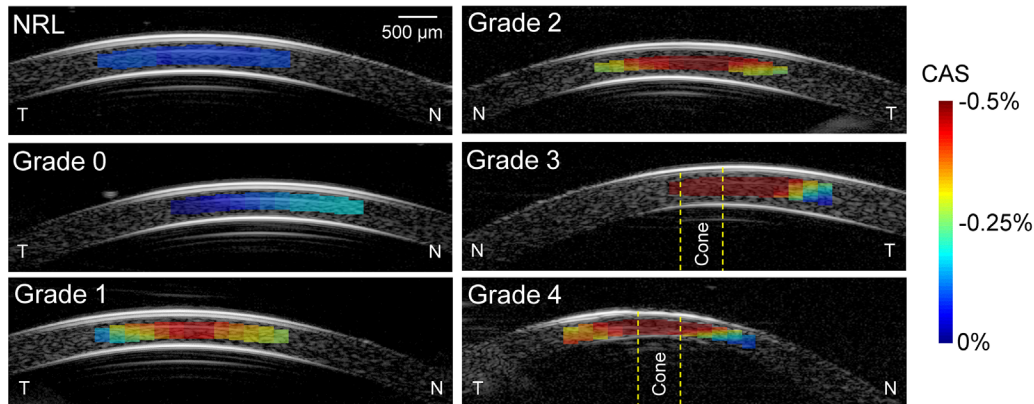 NRL
500 µm
T
N
Grade 2
N
T
CAS
-0.5%
-0.25%
0%
Grade 0
T
N
Grade 3
Cone
N
T
Grade 1
T
N
Grade 4
Cone
T
N